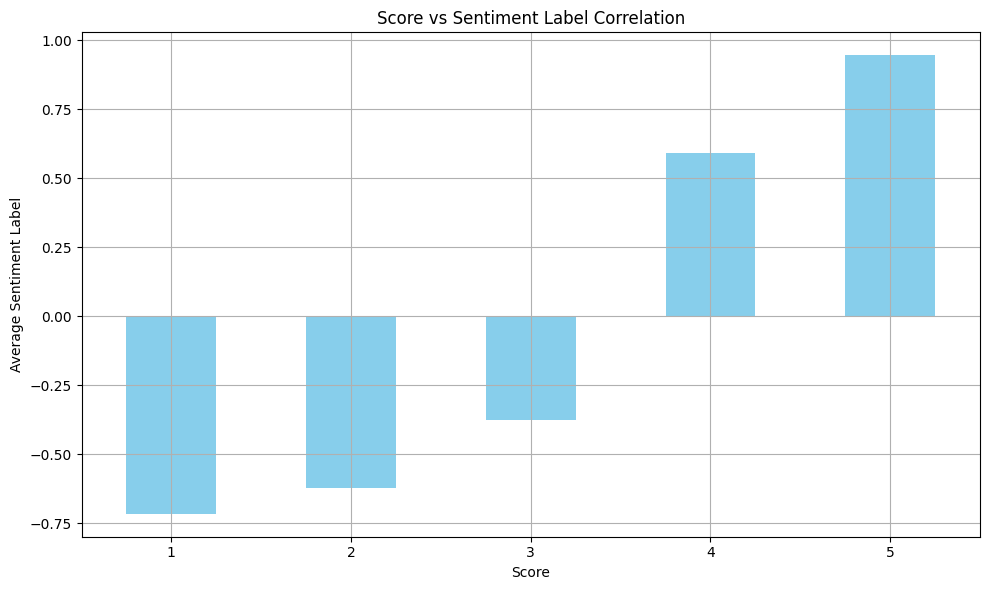 Score vs Sentiment Label Correlation
1.00
0.75
0.50
0.25
0.00
−0.25
−0.50
−0.75
Average Sentiment Label
1 2 3 4 5
Score